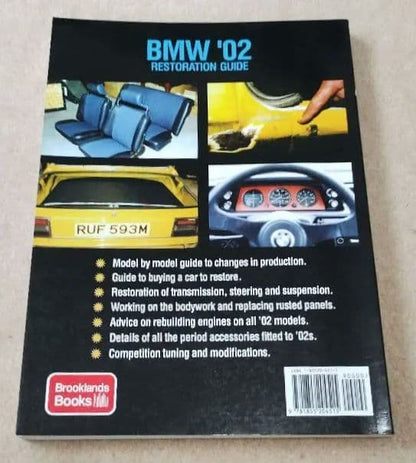 BMW '02
RESTORATION GUIDE
RUF 593M
Model by model guide to changes in production.
Guide to buying a car to restore.
Restoration of transmission, steering and suspension.
Working on the bodywork and replacing rusted panels.
Advice on rebuilding engines on all '02 models.
Details of all the period accessories fitted to '02s.
Competition tuning and modifications.
Brooklands
Books